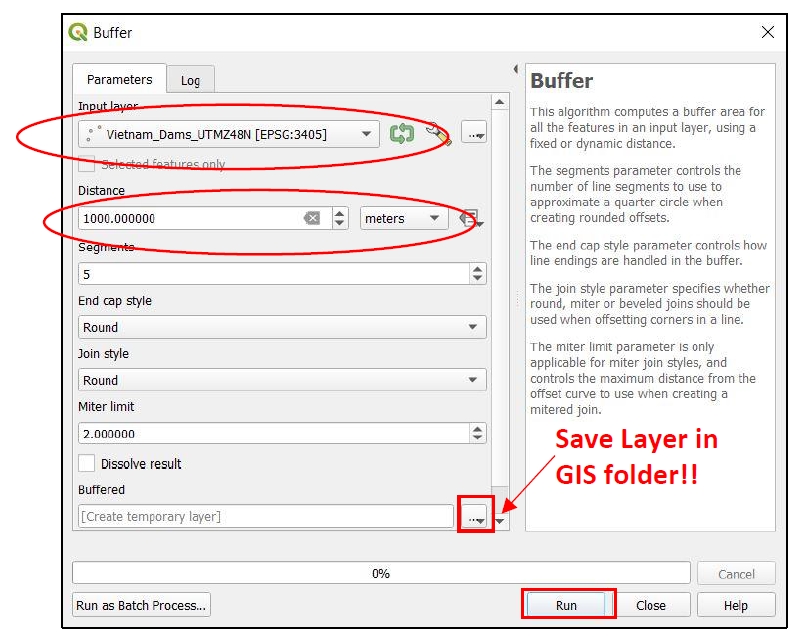 Buffer
Parameters
Log
Input layer
Vietnam_Dams_UTMZ48N [EPSG:3405]
...
Selected features only
Distance
1000.000000
meters
Segments
5
End cap style
Round
Join style
Round
Miter limit
2.000000
Dissolve result
Buffered
[Create temporary layer]
...
Buffer
This algorithm computes a buffer area for
all the features in an input layer, using a
fixed or dynamic distance.
The segments parameter controls the
number of line segments to use to
approximate a quarter circle when
creating rounded offsets.
The end cap style parameter controls how
line endings are handled in the buffer.
The join style parameter specifies whether
round, miter or beveled joins should be
used when offsetting corners in a line.
The miter limit parameter is only
applicable for miter join styles, and
controls the maximum distance from the
offset curve to use when creating a
mitered join.
Save Layer in
GIS folder!!
0%
Cancel
Run as Batch Process...
Run
Close
Help